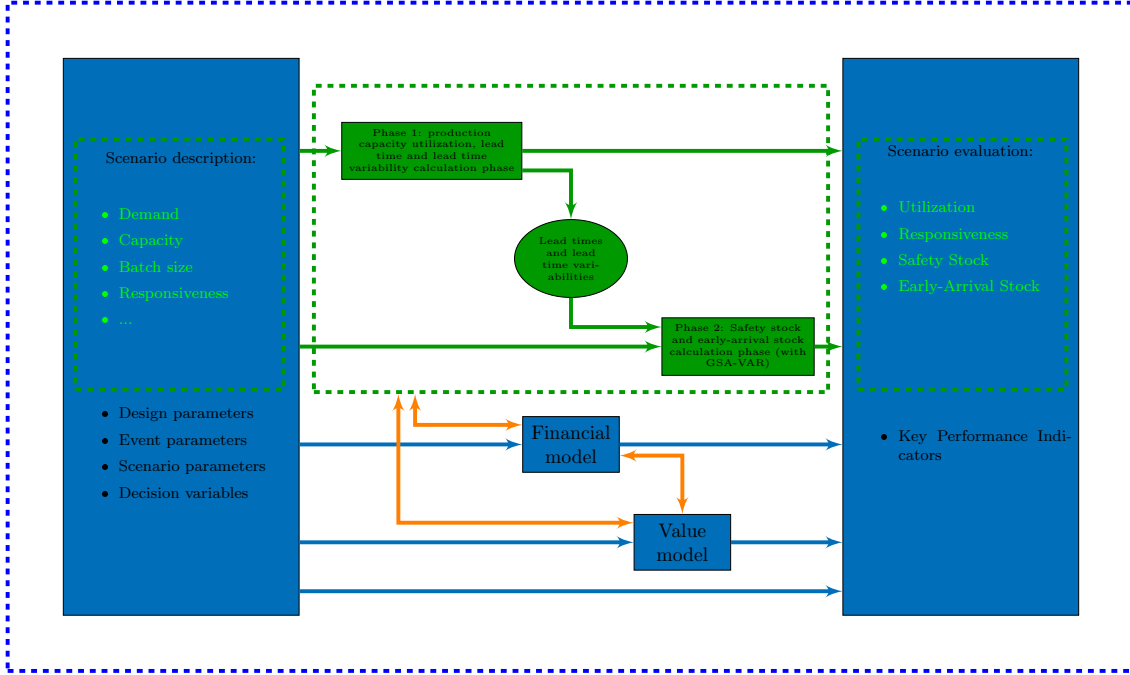 Scenario description:
• Demand
• Capacity
• Batch size
• Responsiveness
• ...
• Design parameters
• Event parameters
• Scenario parameters
• Decision variables
Phase 1: production
capacity utilization, lead
time and lead time
variability calculation phase
Lead times
and lead
time vari-
abilities
Phase 2: Safety stock
and early-arrival stock
calculation phase (with
GSA-VAR)
Financial
model
Value
model
Scenario evaluation:
• Utilization
• Responsiveness
• Safety Stock
• Early-Arrival Stock
• Key Performance Indi-
cators